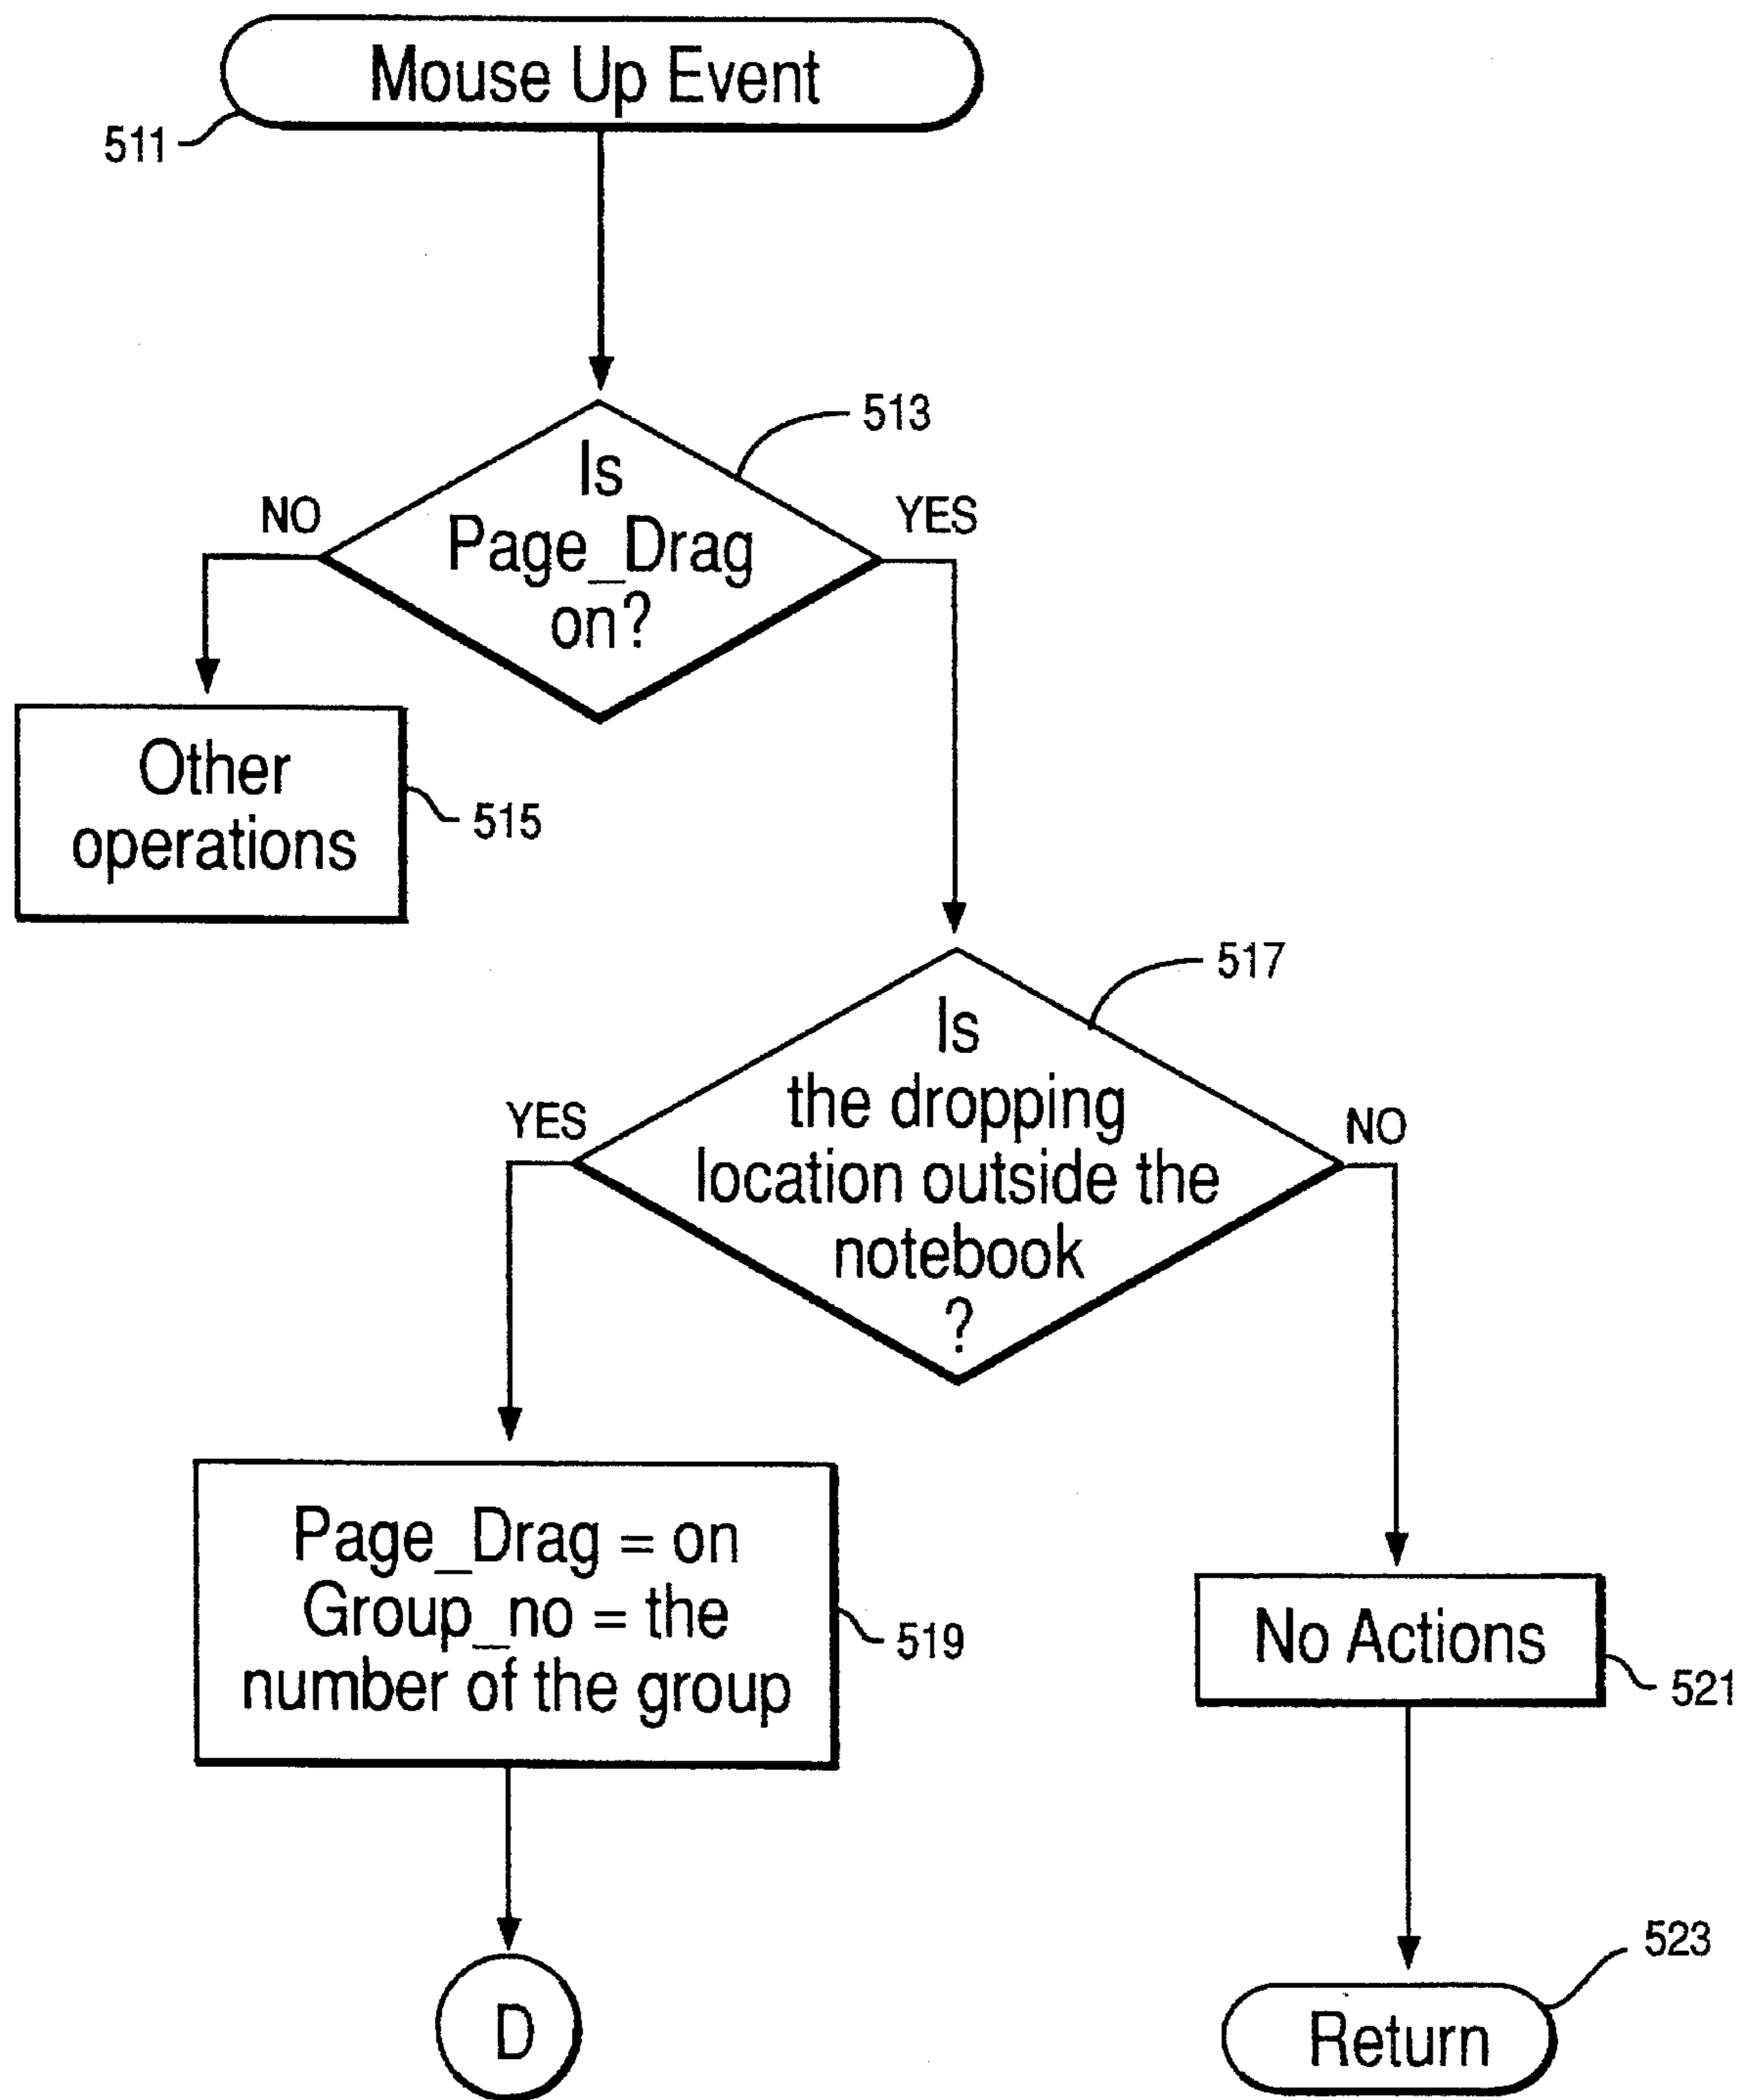 Mouse Up Event
511
513
Is
Page_Drag
on?
NO
YES
Other
operations
515
517
Is
the dropping
location outside the
notebook
?
YES
NO
Page_Drag = on
Group_no = the
number of the group
519
No Actions
521
D
523
Return